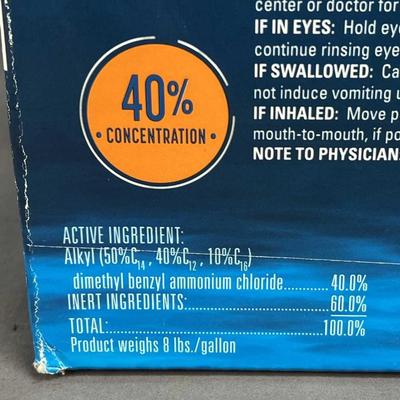 center or doctor for
IF IN EYES: Hold eye
continue rinsing eye
IF SWALLOWED: Ca
not induce vomiting u
IF INHALED: Move p
mouth-to-mouth, if po
NOTE TO PHYSICIAN
40%
• CONCENTRATION •
ACTIVE INGREDIENT:
Alkyl (50%C14, 40%C12, 10%C16)
dimethyl benzyl ammonium chloride............40.0%
INERT INGREDIENTS:............60.0%
TOTAL:............100.0%
Product weighs 8 lbs./gallon